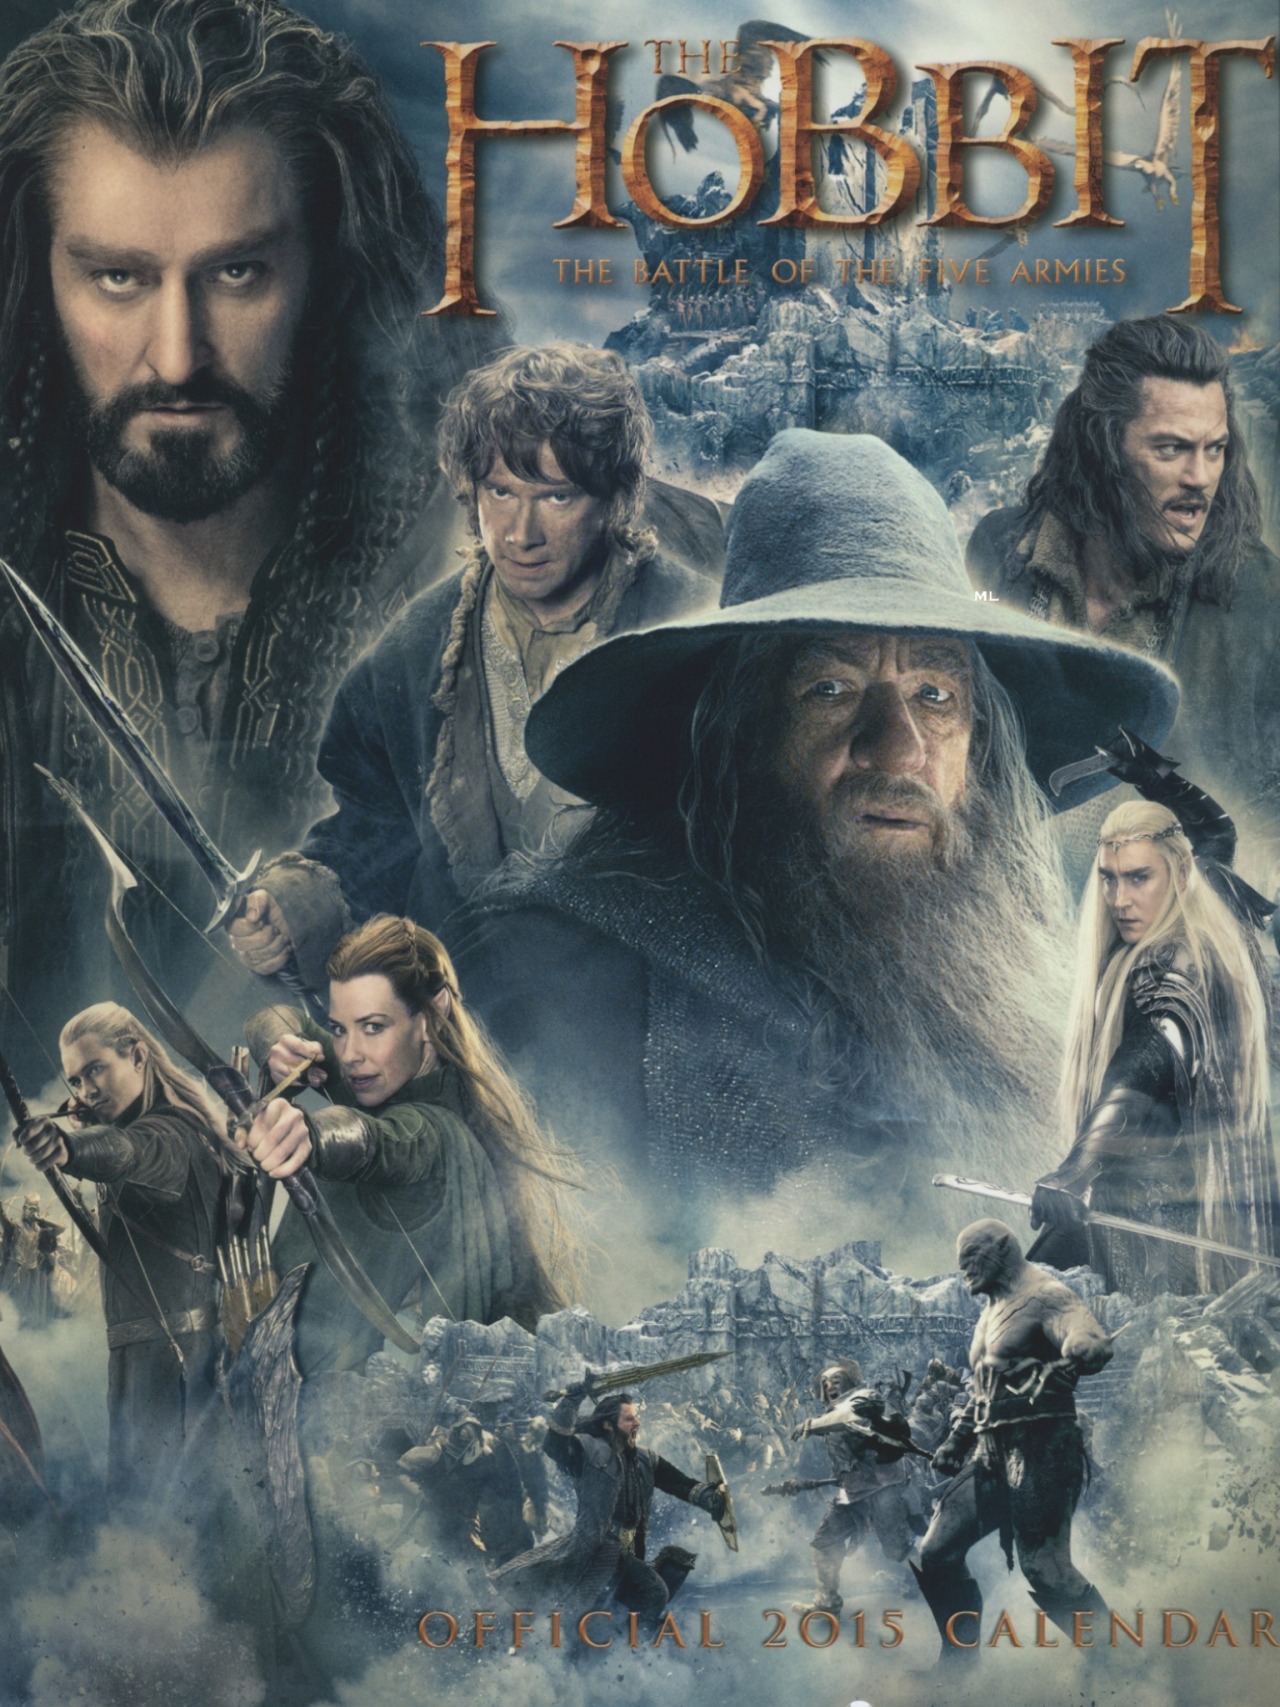 THE
HOBBIT
THE BATTLE OF THE FIVE ARMIES
ML
OFFICIAL 2015 CALENDAR